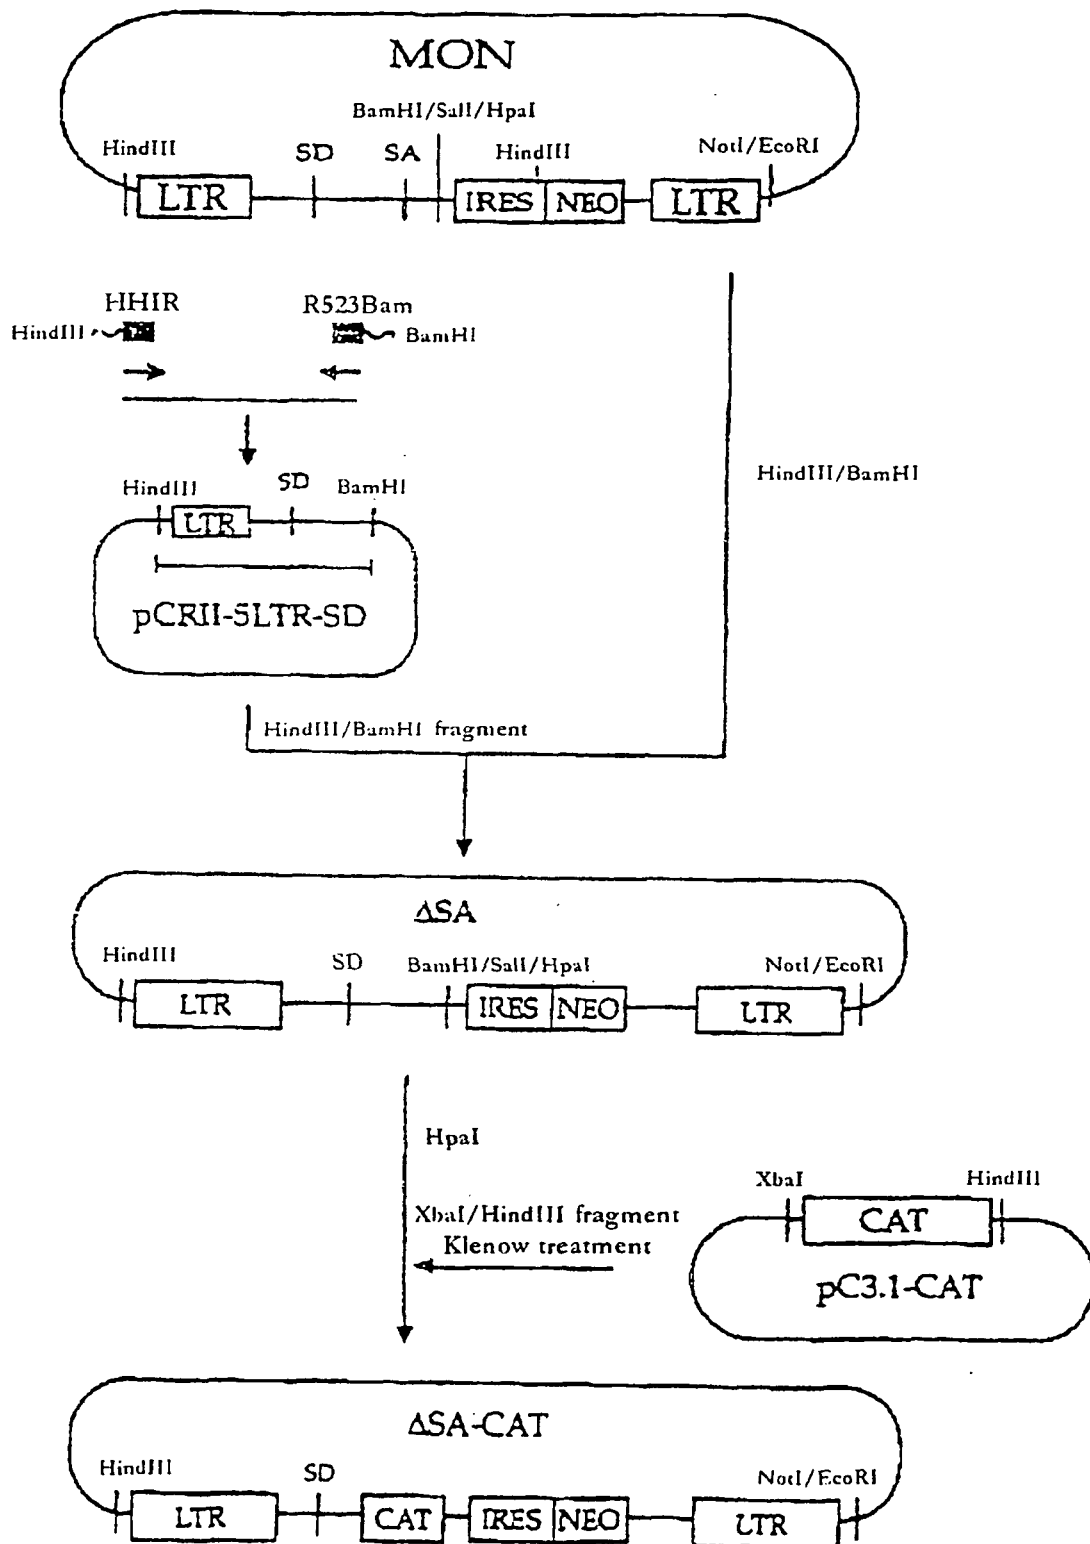 MON
BamHI/SalI/HpaI
HindIII SD SA HindIII NotI/EcoRI
LTR IRES NEO LTR
HHIR R523Bam
HindIII BamHI
HindIII/BamHI
HindIII SD BamHI
LTR
pCRII-5LTR-SD
HindIII/BamHI fragment
ΔSA
HindIII SD BamHI/SalI/HpaI NotI/EcoRI
LTR IRES NEO LTR
HpaI
XbaI HindIII
XbaI/HindIII fragment CAT
Klenow treatment
pC3.1-CAT
ΔSA-CAT
HindIII SD NotI/EcoRI
LTR CAT IRES NEO LTR